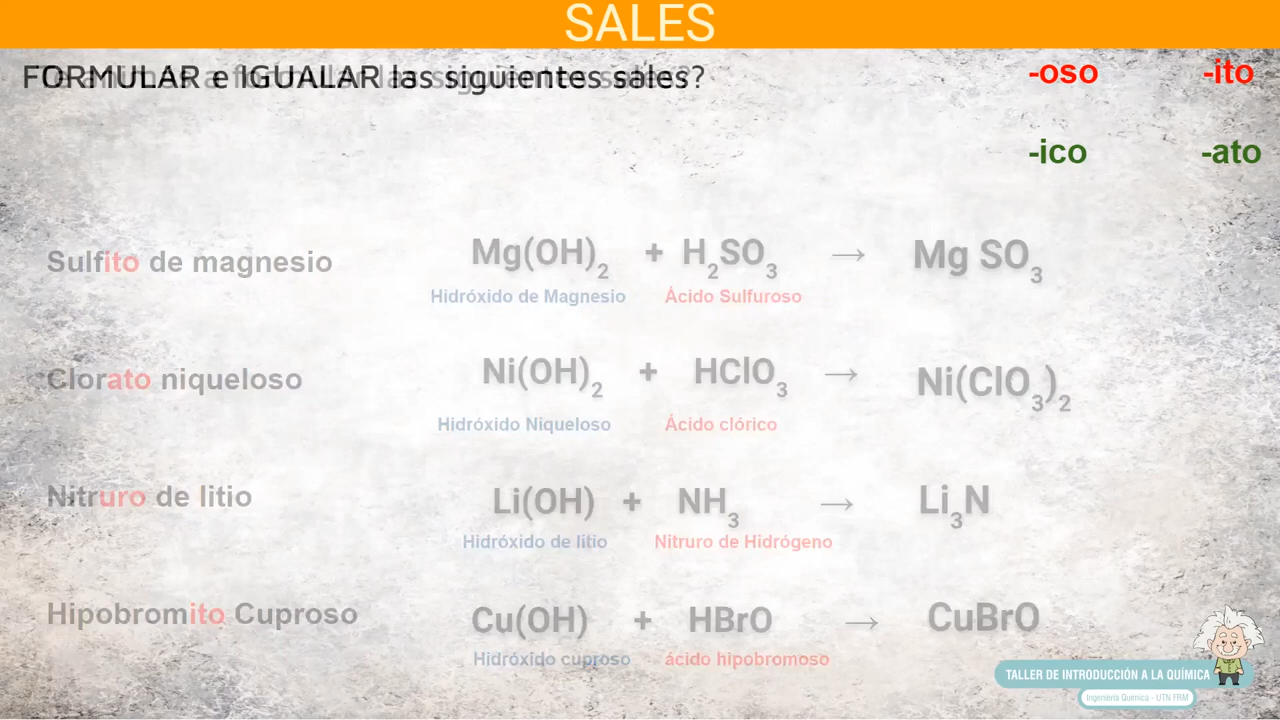 SALES
FORMULAR e IGUALAR las siguientes sales?
-oso -ito
-ico -ato
Sulfito de magnesio Mg(OH)₂ + H₂SO₃ → Mg SO₃
Hidróxido de Magnesio Ácido Sulfuroso
Clorato niqueloso Ni(OH)₂ + HClO₃ → Ni(ClO₃)₂
Hidróxido Niqueloso Ácido clórico
Nitruro de litio Li(OH) + NH₃ → Li₃N
Hidróxido de litio Nitruro de Hidrógeno
Hipobromito Cuproso Cu(OH) + HBrO → CuBrO
Hidróxido cuproso ácido hipobromoso
TALLER DE INTRODUCCIÓN A LA QUÍMICA
Ingeniería Química - UTN FRM